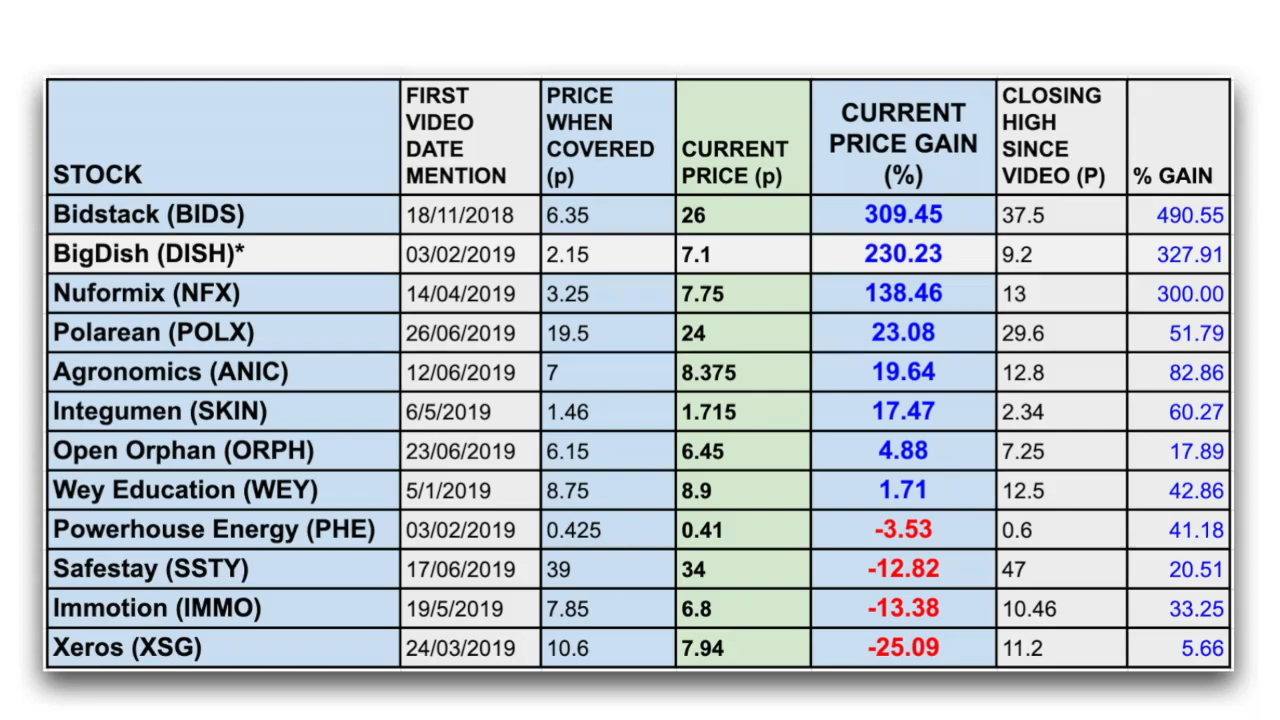 STOCK FIRST VIDEO DATE MENTION PRICE WHEN COVERED (p) CURRENT PRICE (p) CURRENT PRICE GAIN (%) CLOSING HIGH SINCE VIDEO (P) % GAIN
Bidstack (BIDS) 18/11/2018 6.35 26 309.45 37.5 490.55
BigDish (DISH)* 03/02/2019 2.15 7.1 230.23 9.2 327.91
Nuformix (NFX) 14/04/2019 3.25 7.75 138.46 13 300.00
Polarean (POLX) 26/06/2019 19.5 24 23.08 29.6 51.79
Agronomics (ANIC) 12/06/2019 7 8.375 19.64 12.8 82.86
Integumen (SKIN) 6/5/2019 1.46 1.715 17.47 2.34 60.27
Open Orphan (ORPH) 23/06/2019 6.15 6.45 4.88 7.25 17.89
Wey Education (WEY) 5/1/2019 8.75 8.9 1.71 12.5 42.86
Powerhouse Energy (PHE) 03/02/2019 0.425 0.41 -3.53 0.6 41.18
Safestay (SSTY) 17/06/2019 39 34 -12.82 47 20.51
Immotion (IMMO) 19/5/2019 7.85 6.8 -13.38 10.46 33.25
Xeros (XSG) 24/03/2019 10.6 7.94 -25.09 11.2 5.66